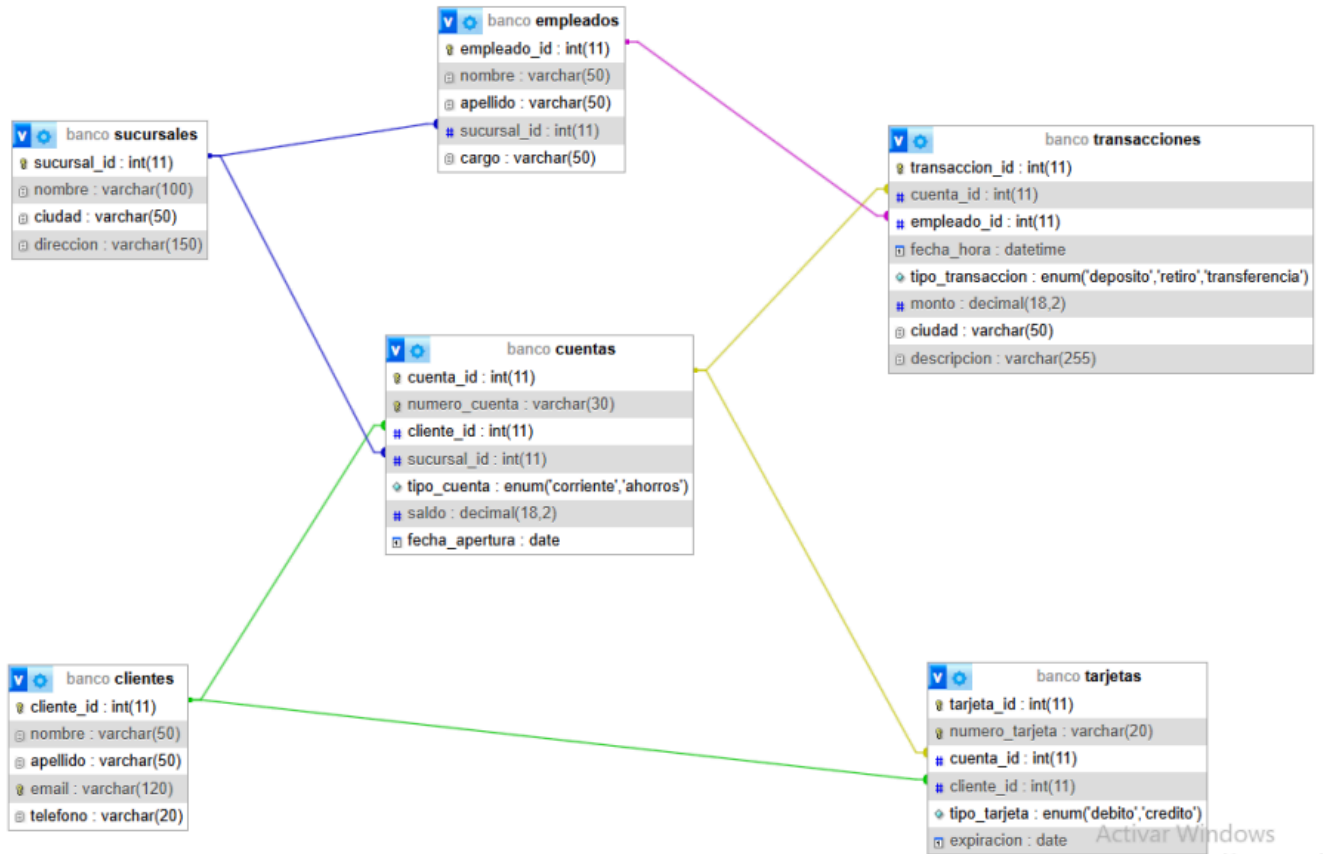 banco empleados
empleado_id : int(11)
nombre : varchar(50)
apellido : varchar(50)
sucursal_id : int(11)
cargo : varchar(50)
banco sucursales
sucursal_id : int(11)
nombre : varchar(100)
ciudad : varchar(50)
direccion : varchar(150)
banco transacciones
transaccion_id : int(11)
cuenta_id : int(11)
empleado_id : int(11)
fecha_hora : datetime
tipo_transaccion : enum('deposito','retiro','transferencia')
monto : decimal(18,2)
ciudad : varchar(50)
descripcion : varchar(255)
banco cuentas
cuenta_id : int(11)
numero_cuenta : varchar(30)
cliente_id : int(11)
sucursal_id : int(11)
tipo_cuenta : enum('corriente','ahorros')
saldo : decimal(18,2)
fecha_apertura : date
banco clientes
cliente_id : int(11)
nombre : varchar(50)
apellido : varchar(50)
email : varchar(120)
telefono : varchar(20)
banco tarjetas
tarjeta_id : int(11)
numero_tarjeta : varchar(20)
cuenta_id : int(11)
cliente_id : int(11)
tipo_tarjeta : enum('debito','credito')
expiracion : date
Activar Windows